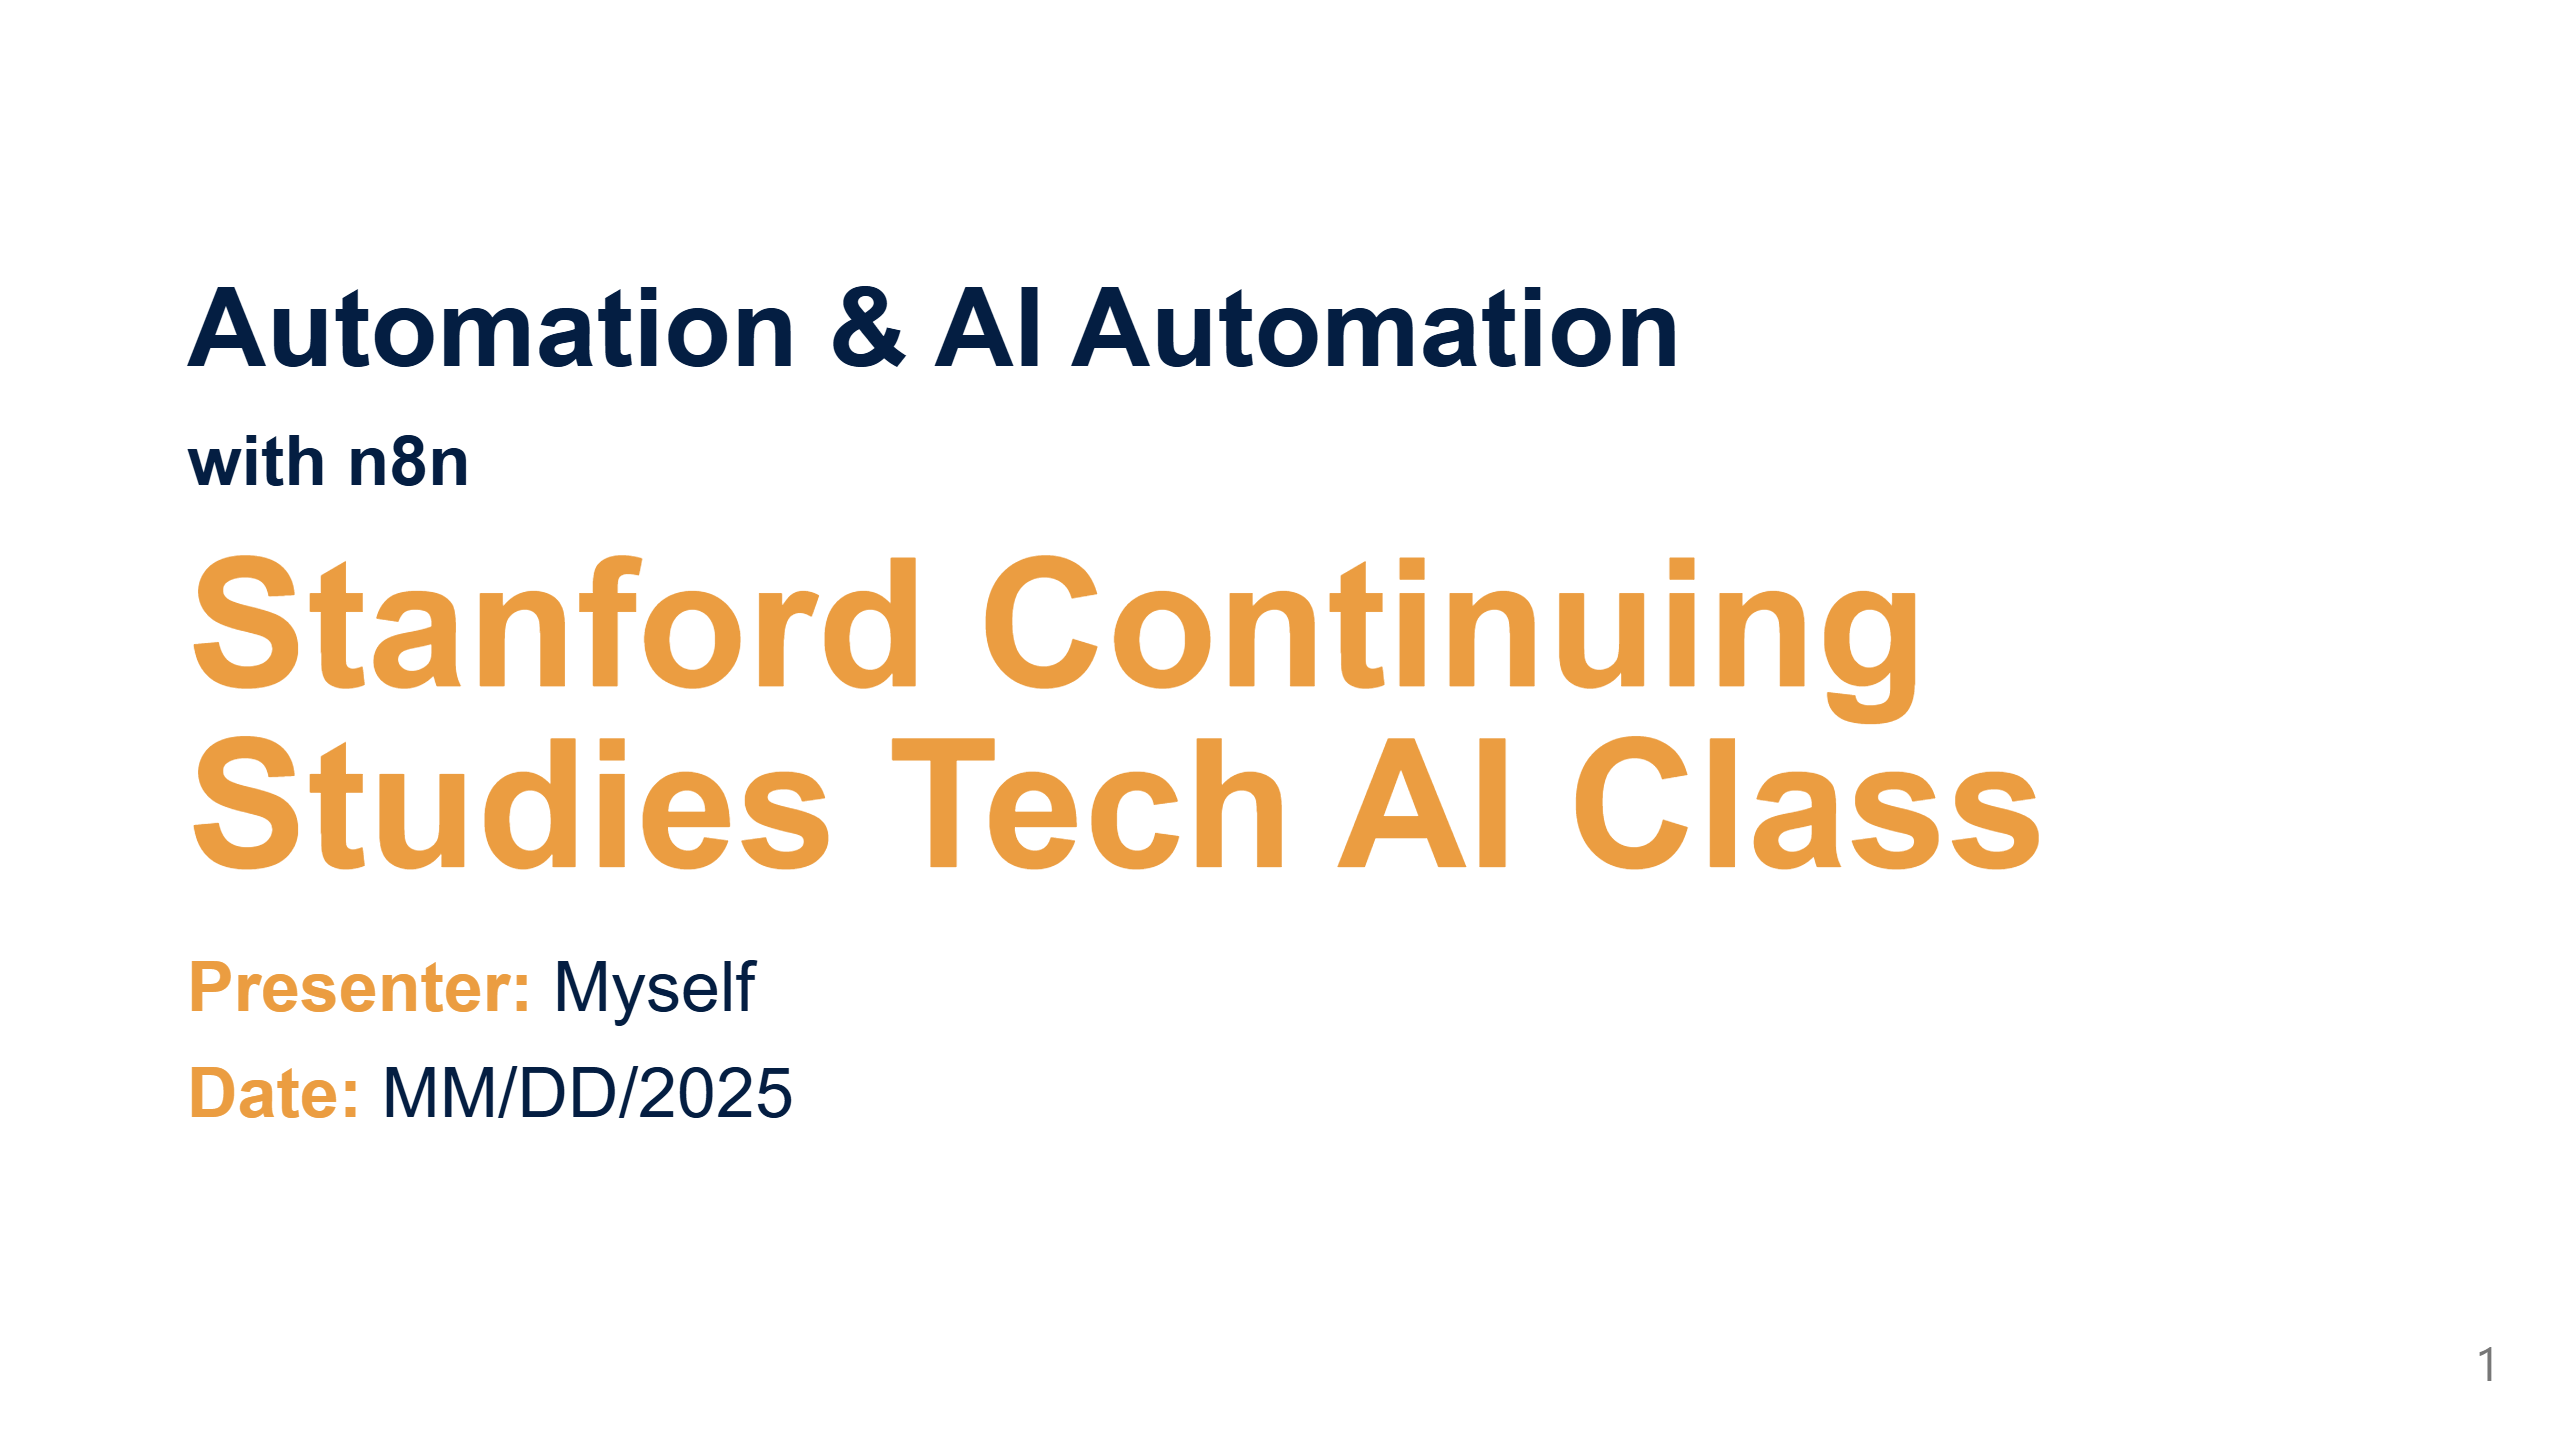 Automation & AI Automation
with n8n
Stanford Continuing
Studies Tech AI Class
Presenter: Myself
Date: MM/DD/2025
1